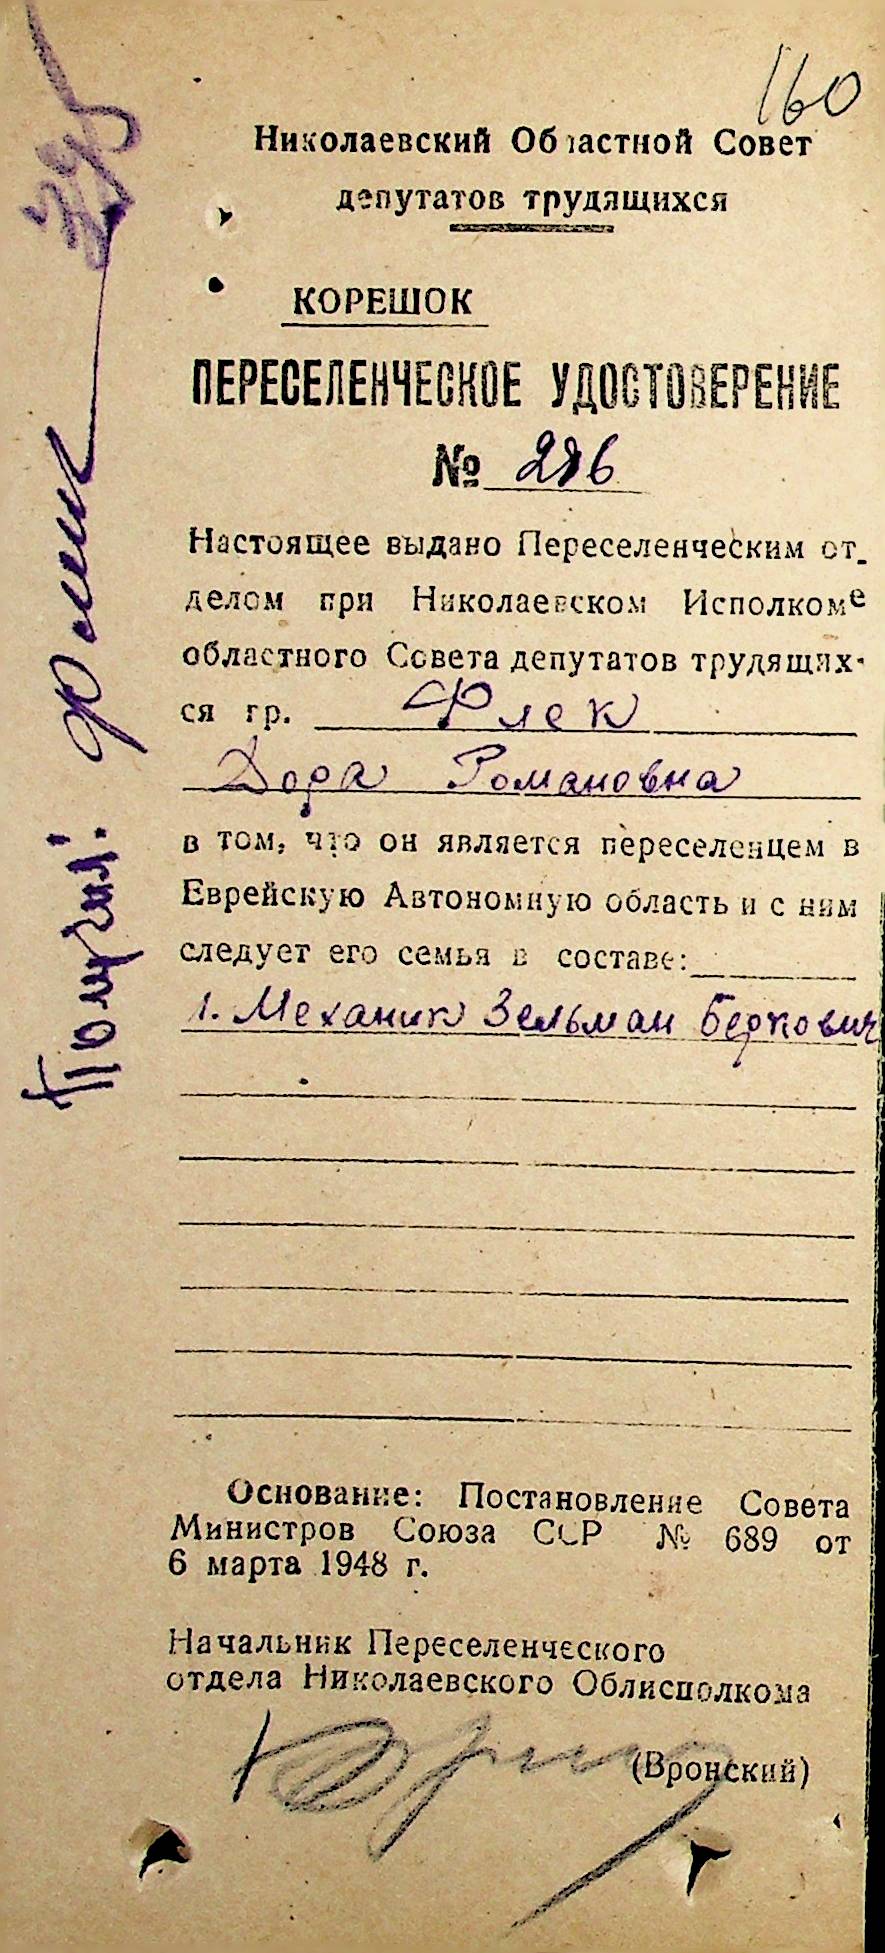 160
Николаевский Областной Совет
депутатов трудящихся
КОРЕШОК
ПЕРЕСЕЛЕНЧЕСКОЕ УДОСТОВЕРЕНИЕ
№ 286
Настоящее выдано Переселенческим от-
делом при Николаевском Исполкоме
областного Совета депутатов трудящих-
ся гр. Флек
Дора Романовна
в том, что он является переселенцем в
Еврейскую Автономную область и с ним
следует его семья в составе:
1. Механик Зельман Беркович
Основание: Постановление Совета
Министров Союза ССР № 689 от
6 марта 1948 г.
Начальник Переселенческого
отдела Николаевского Облисполкома
(Вронский)
Получил: